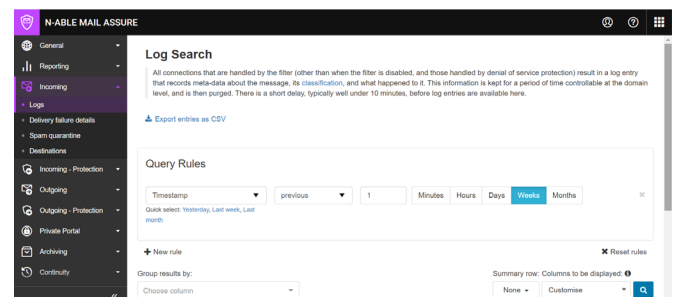 N-ABLE MAIL ASSURE
General
Reporting
Incoming
Logs
Delivery failure details
Spam quarantine
Destinations
Incoming - Protection
Outgoing
Outgoing - Protection
Private Portal
Archiving
Continuity
Log Search
All connections that are handled by the filter (other than when the filter is disabled, and those handled by denial of service protection) result in a log entry
that records meta-data about the message, its classification, and what happened to it. This information is kept for a period of time controllable at the domain
level, and is then purged. There is a short delay, typically well under 10 minutes, before log entries are available here.
Export entries as CSV
Query Rules
Timestamp previous 1 Minutes Hours Days Weeks Months
Quick select: Yesterday, Last week, Last
month
New rule Reset rules
Group results by: Summary row: Columns to be displayed:
Choose column None Customise